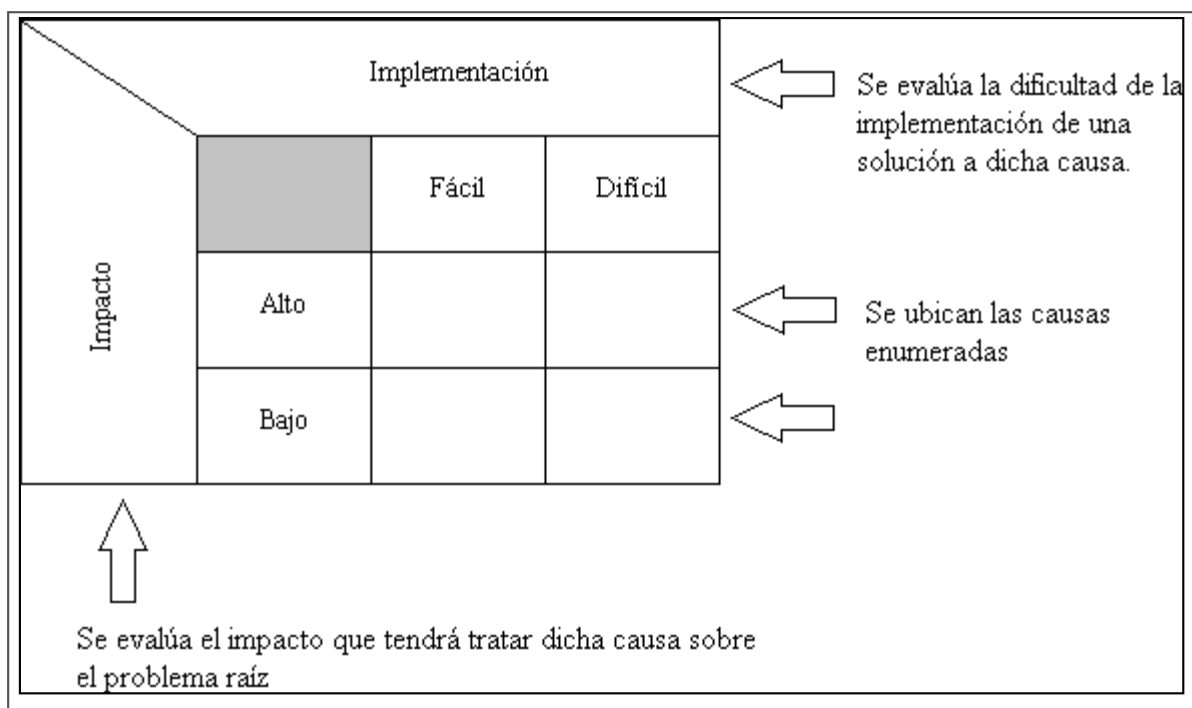 Implementación
Se evalúa la dificultad de la
implementación de una
solución a dicha causa.
Fácil
Difícil
Impacto
Alto
Se ubican las causas
enumeradas
Bajo
Se evalúa el impacto que tendrá tratar dicha causa sobre
el problema raíz